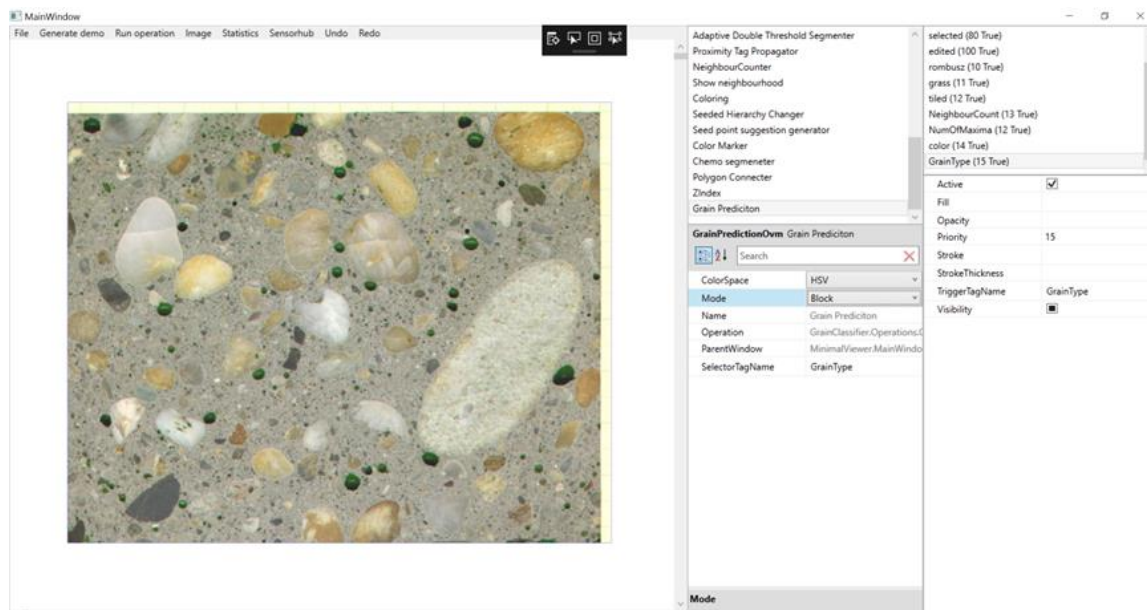 MainWindow
File Generate demo Run operation Image Statistics Sensorhub Undo Redo
Adaptive Double Threshold Segmenter
Proximity Tag Propagator
NeighbourCounter
Show neighbourhood
Coloring
Seeded Hierarchy Changer
Seed point suggestion generator
Color Marker
Chemo segmeneter
Polygon Connecter
ZIndex
Grain Prediciton
GrainPredictionOvm Grain Prediciton
Search
ColorSpace HSV
Mode Block
Name Grain Prediciton
Operation GrainClassifier.Operations.
ParentWindow MinimalViewer.MainWindo
SelectorTagName GrainType
Mode
selected (80 True)
edited (100 True)
rombusz (10 True)
grass (11 True)
tiled (12 True)
NeighbourCount (13 True)
NumOfMaxima (12 True)
color (14 True)
GrainType (15 True)
Active
Fill
Opacity
Priority 15
Stroke
StrokeThickness
TriggerTagName GrainType
Visibility